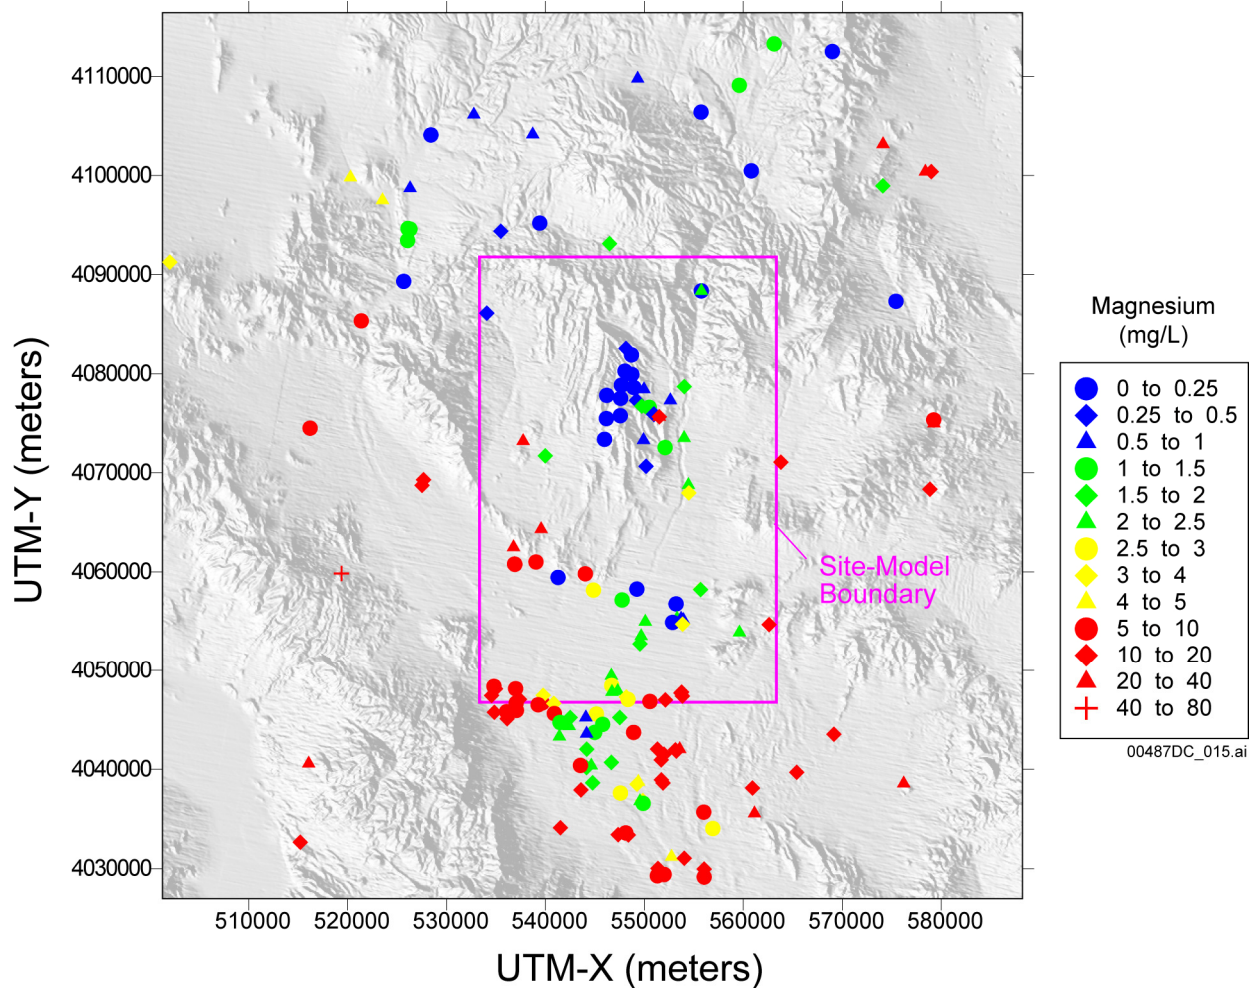 4110000
4100000
4090000
4080000
4070000
4060000
4050000
4040000
4030000
UTM-Y (meters)
510000 520000 530000 540000 550000 560000 570000 580000
UTM-X (meters)
Site-Model
Boundary
Magnesium
(mg/L)
0 to 0.25
0.25 to 0.5
0.5 to 1
1 to 1.5
1.5 to 2
2 to 2.5
2.5 to 3
3 to 4
4 to 5
5 to 10
10 to 20
20 to 40
40 to 80
00487DC_015.ai